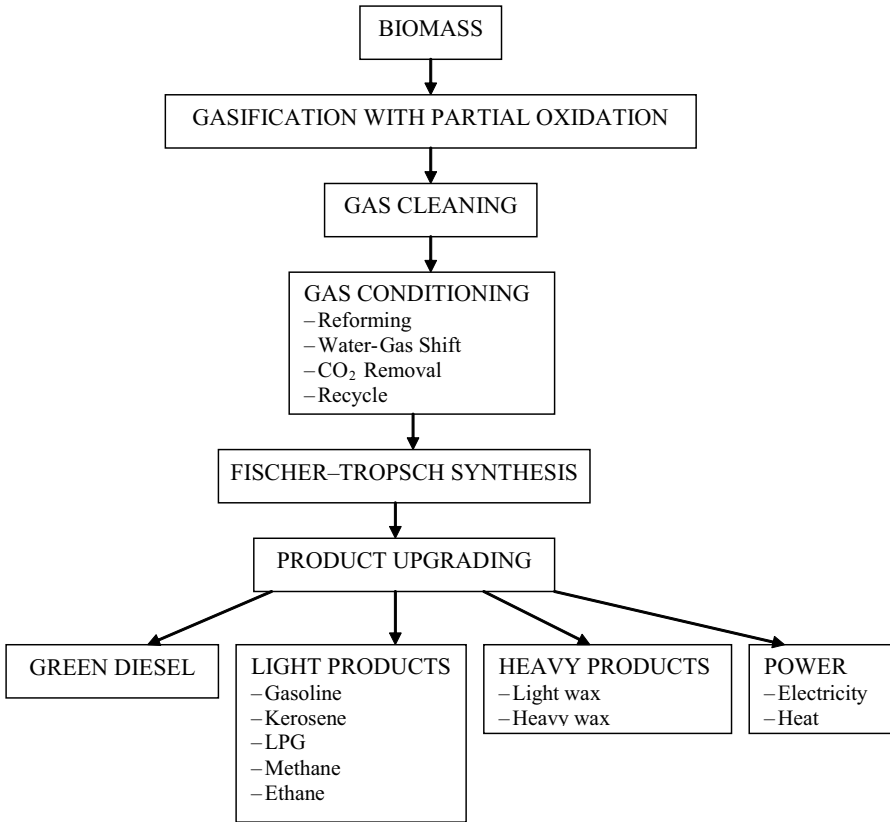 BIOMASS
GASIFICATION WITH PARTIAL OXIDATION
GAS CLEANING
GAS CONDITIONING
–Reforming
–Water-Gas Shift
–CO₂ Removal
–Recycle
FISCHER–TROPSCH SYNTHESIS
PRODUCT UPGRADING
GREEN DIESEL
LIGHT PRODUCTS
–Gasoline
–Kerosene
–LPG
–Methane
–Ethane
HEAVY PRODUCTS
–Light wax
–Heavy wax
POWER
–Electricity
–Heat